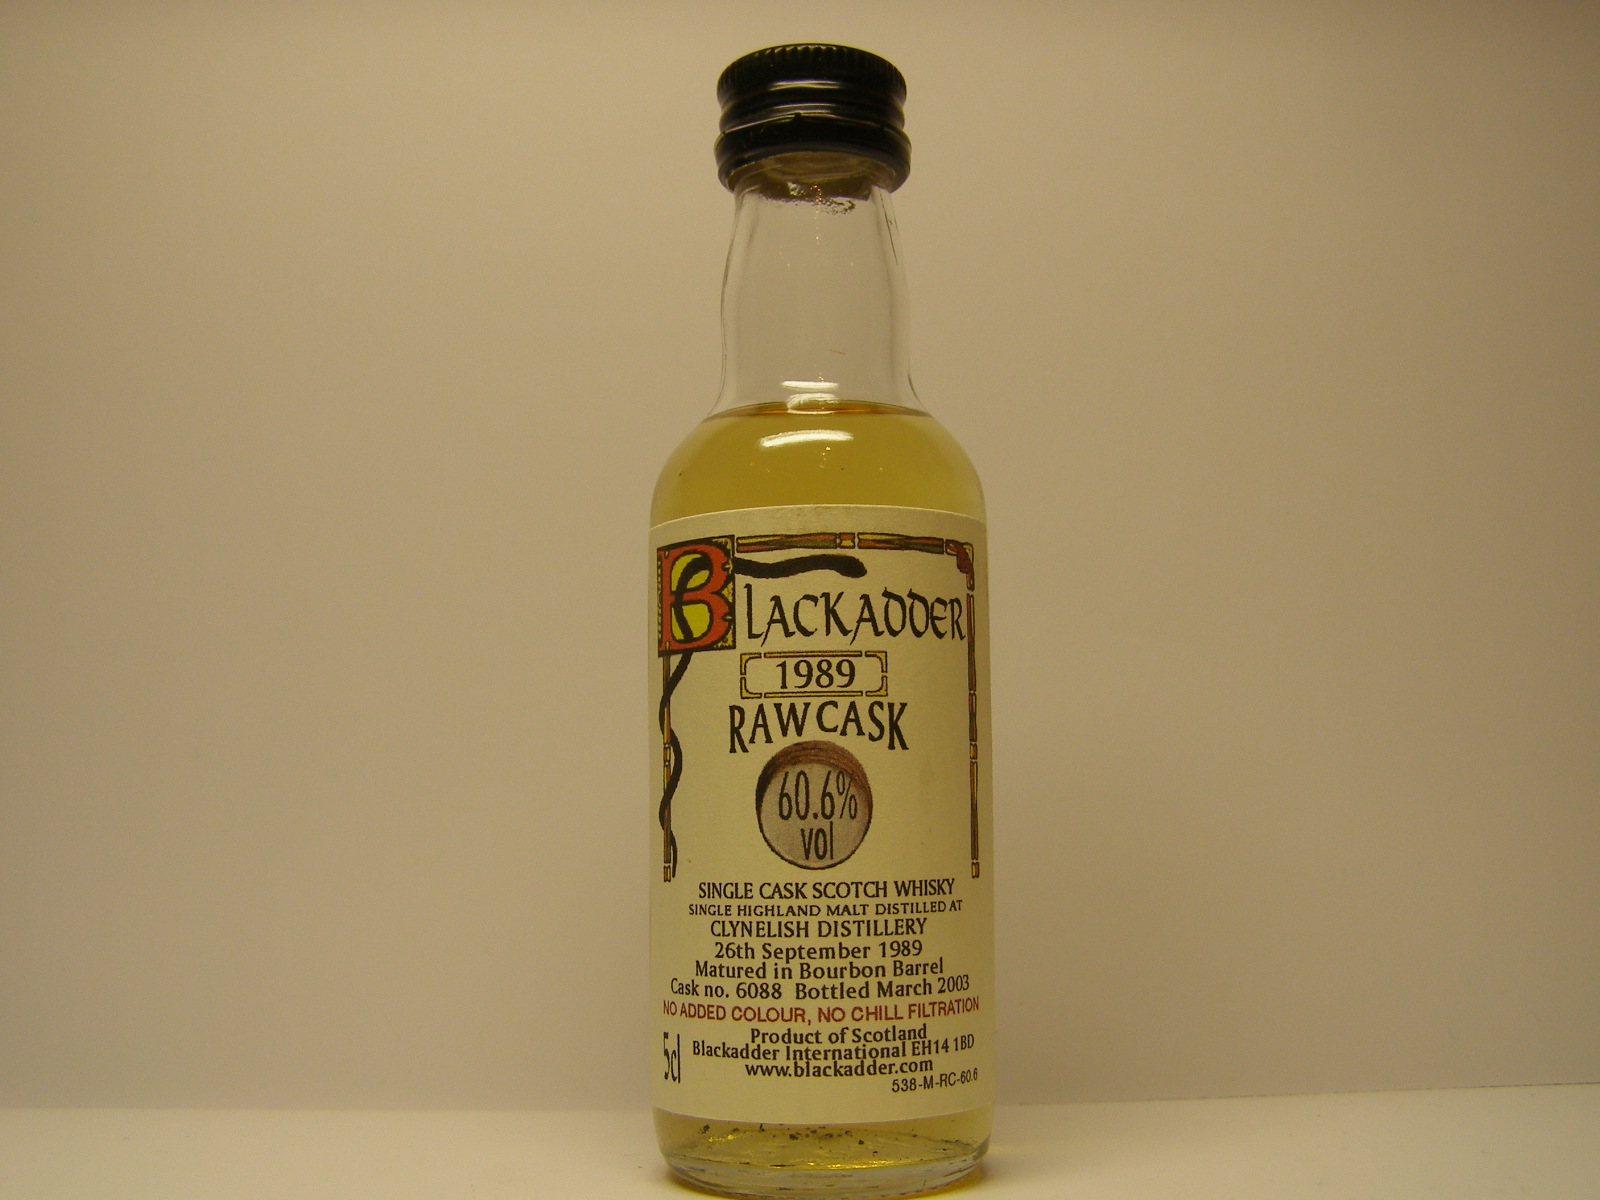 BLACKADDER
1989
RAW CASK
60.6%
vol
SINGLE CASK SCOTCH WHISKY
SINGLE HIGHLAND MALT DISTILLED AT
CLYNELISH DISTILLERY
26th September 1989
Matured in Bourbon Barrel
Cask no. 6088 Bottled March 2003
NO ADDED COLOUR, NO CHILL FILTRATION
Product of Scotland
5cl Blackadder International EH14 1BD
www.blackadder.com
538-M-RC-60.6